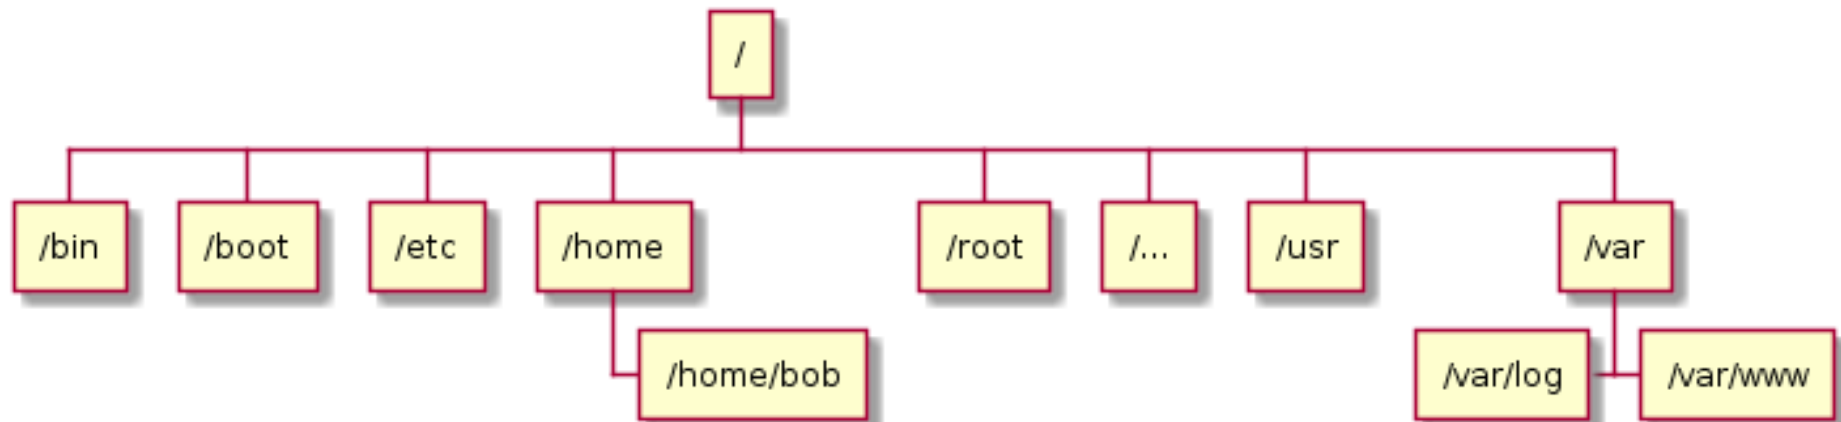 /
/bin
/boot
/etc
/home
/root
/...
/usr
/var
/home/bob
/var/log
/var/www